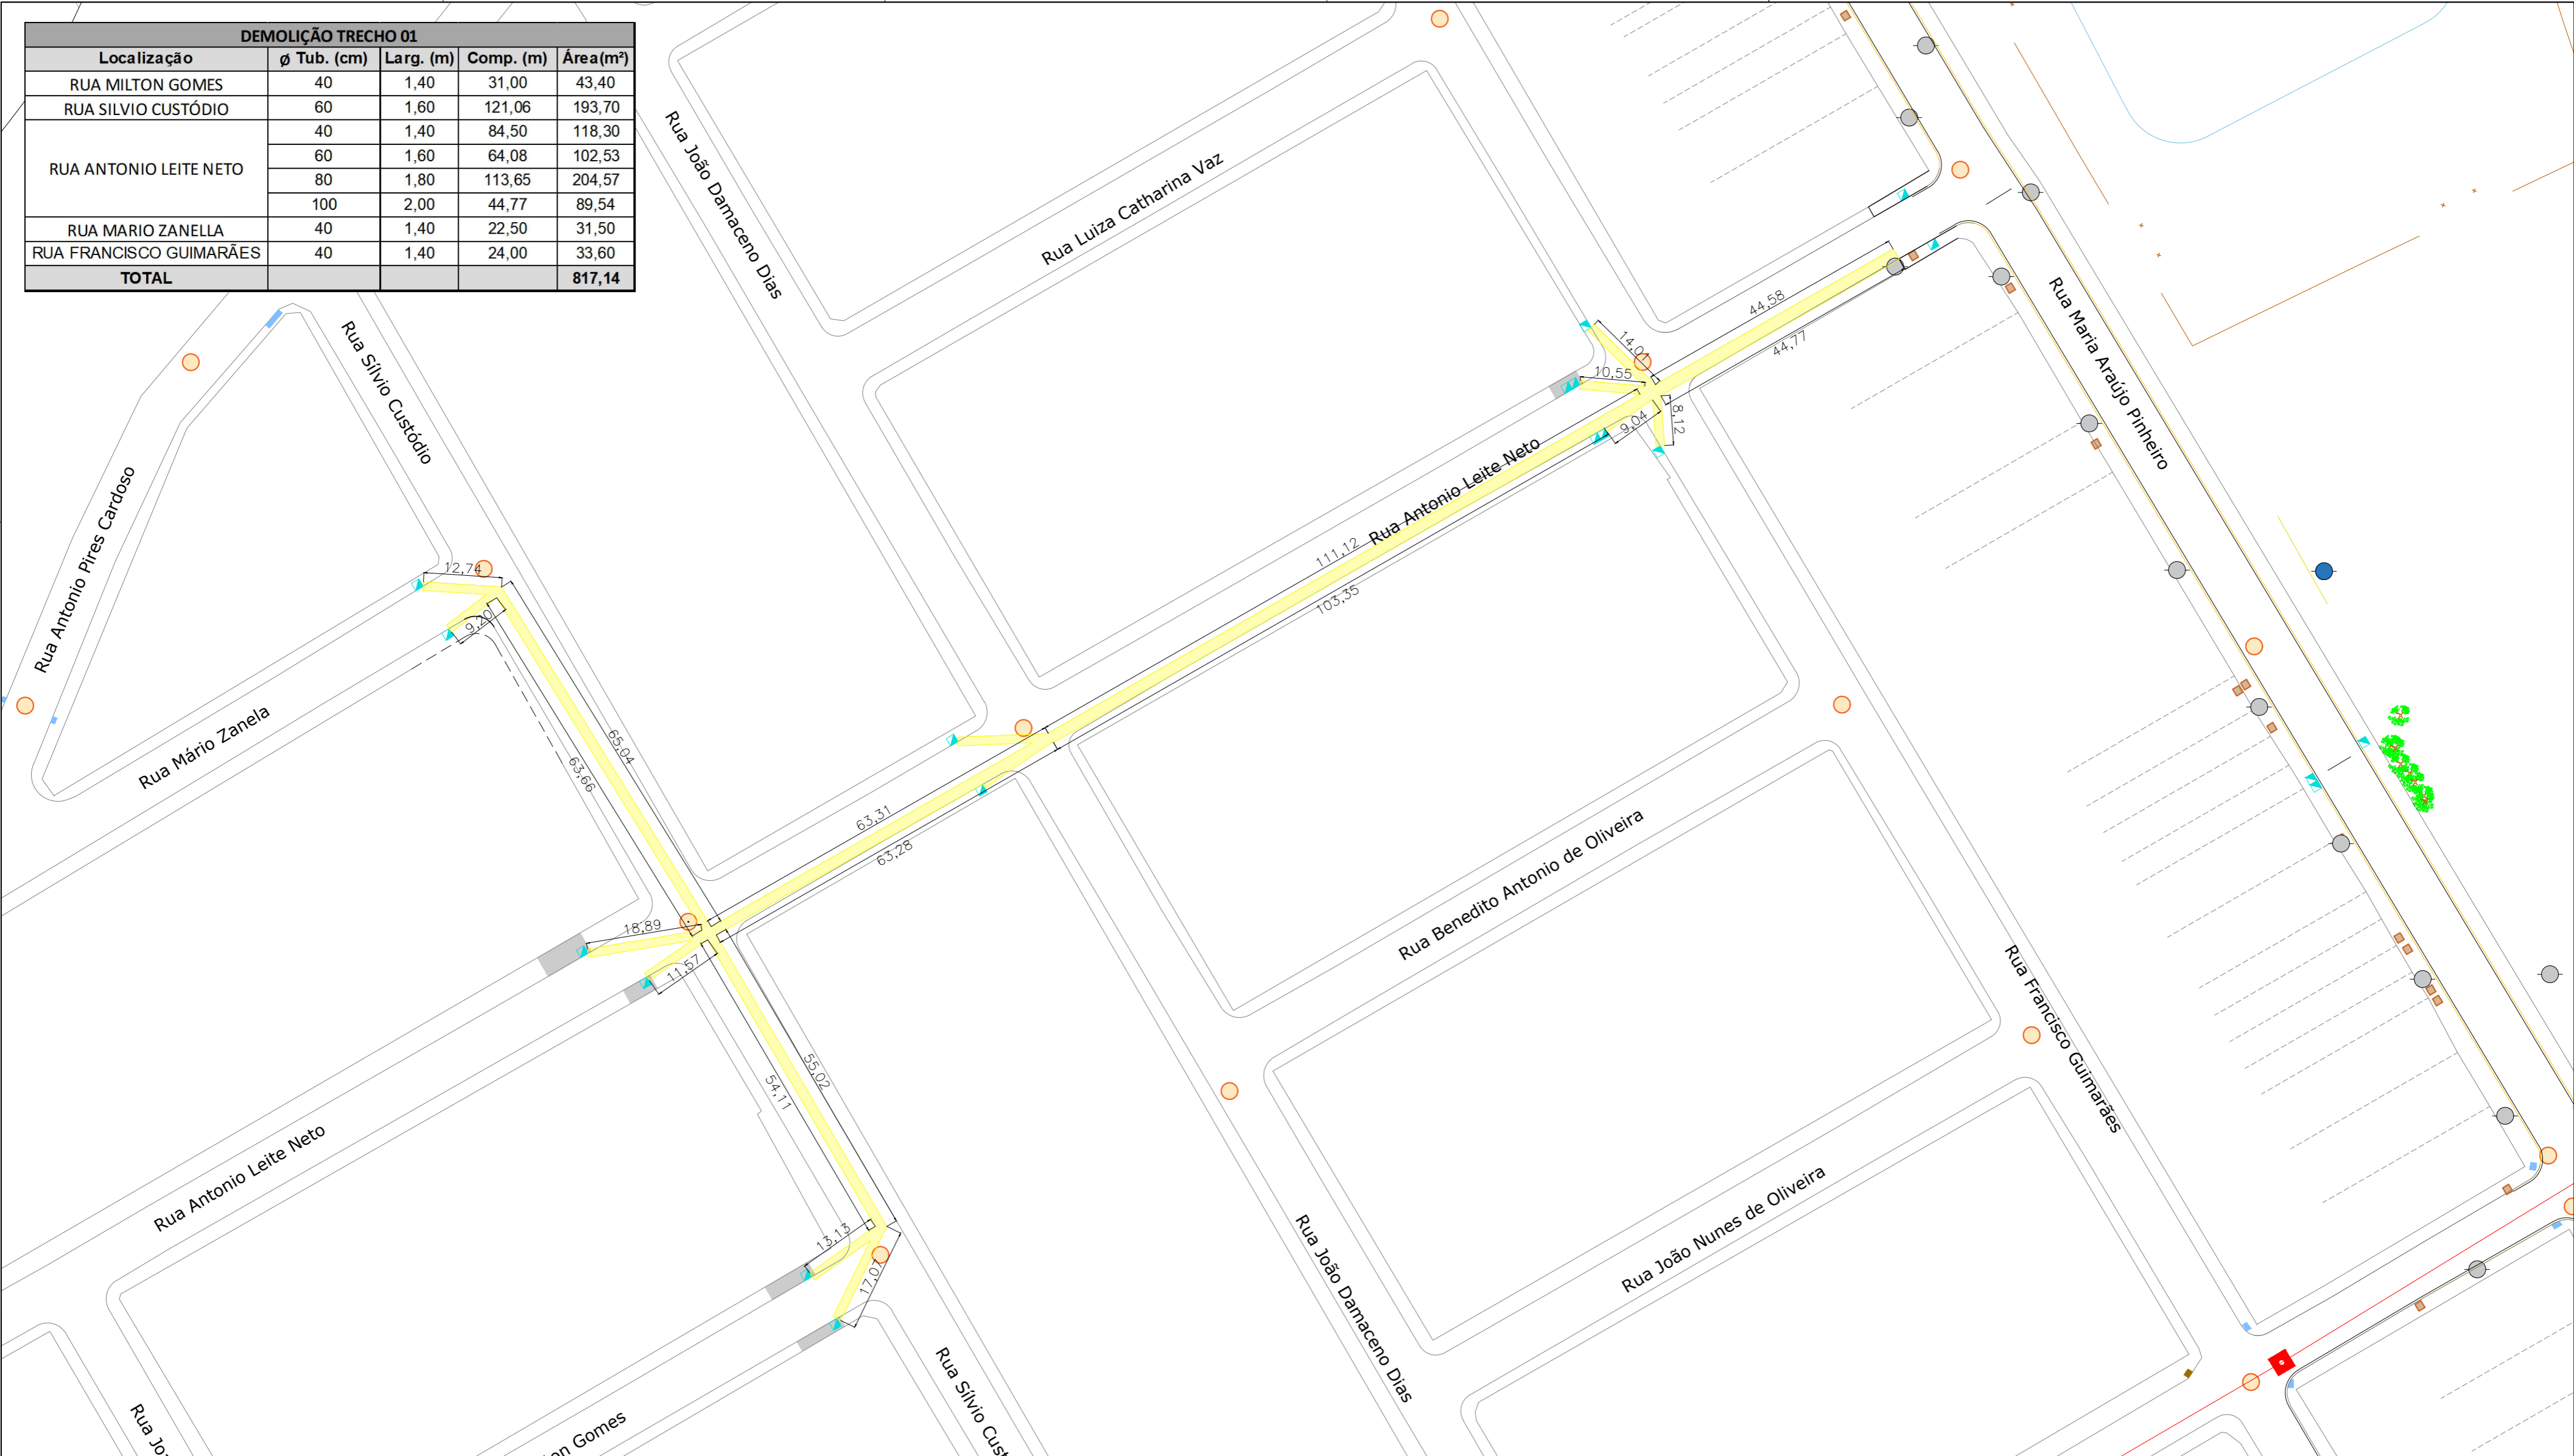 DEMOLIÇÃO TRECHO 01
Localização ø Tub. (cm) Larg. (m) Comp. (m) Área(m²)
RUA MILTON GOMES 40 1,40 31,00 43,40
RUA SILVIO CUSTÓDIO 60 1,60 121,06 193,70
RUA ANTONIO LEITE NETO 40 1,40 84,50 118,30
60 1,60 64,08 102,53
80 1,80 113,65 204,57
100 2,00 44,77 89,54
RUA MARIO ZANELLA 40 1,40 22,50 31,50
RUA FRANCISCO GUIMARÃES 40 1,40 24,00 33,60
TOTAL 817,14
Rua João Damaceno Dias
Rua Luiza Catharina Vaz
Rua Sílvio Custódio
Rua Maria Araújo Pinheiro
44,58
44,77
14,07
10,55
9,04
8,12
Rua Antonio Leite Neto
111,12
103,35
Rua Antonio Pires Cardoso
12,74
9,20
Rua Mário Zanela
65,04
63,66
63,31
63,28
Rua Benedito Antonio de Oliveira
18,89
11,57
Rua Francisco Guimarães
55,02
54,11
Rua Antonio Leite Neto
13,13
17,07
Rua João Nunes de Oliveira
Rua João Damaceno Dias
Rua Sílvio Cust
Rua Jo
on Gomes